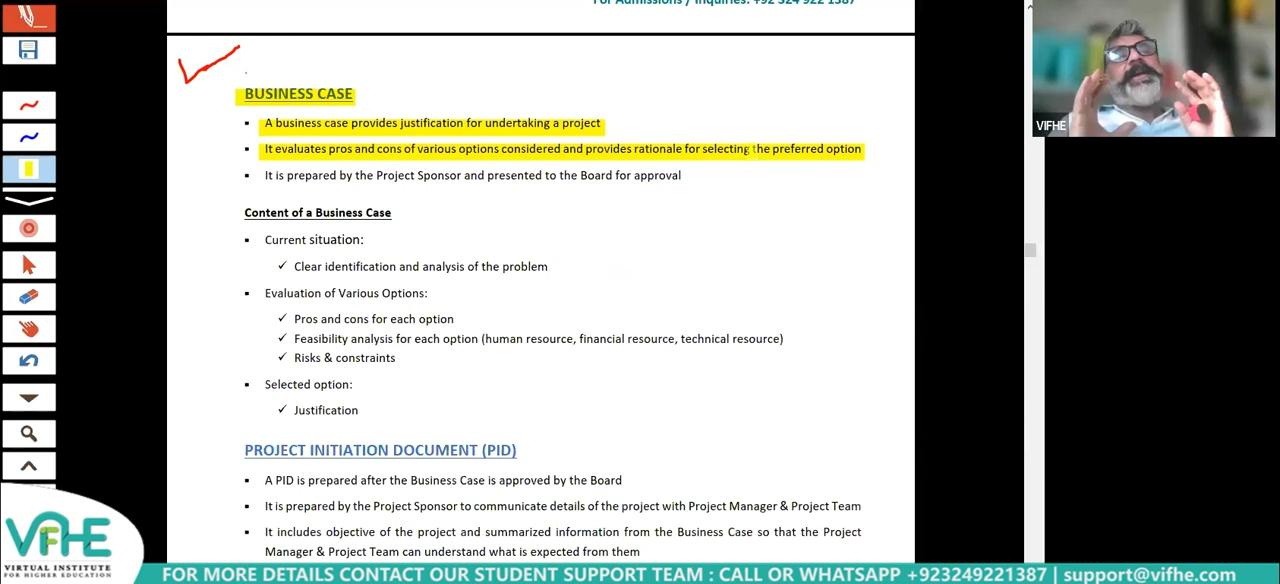 For Admissions / Inquiries: +92 324 922 1387
BUSINESS CASE
▪ A business case provides justification for undertaking a project
▪ It evaluates pros and cons of various options considered and provides rationale for selecting the preferred option
▪ It is prepared by the Project Sponsor and presented to the Board for approval
Content of a Business Case
▪ Current situation:
✓ Clear identification and analysis of the problem
▪ Evaluation of Various Options:
✓ Pros and cons for each option
✓ Feasibility analysis for each option (human resource, financial resource, technical resource)
✓ Risks & constraints
▪ Selected option:
✓ Justification
PROJECT INITIATION DOCUMENT (PID)
▪ A PID is prepared after the Business Case is approved by the Board
▪ It is prepared by the Project Sponsor to communicate details of the project with Project Manager & Project Team
▪ It includes objective of the project and summarized information from the Business Case so that the Project
Manager & Project Team can understand what is expected from them
VIFHE
VIFHE
VIRTUAL INSTITUTE
FOR HIGHER EDUCATION
FOR MORE DETAILS CONTACT OUR STUDENT SUPPORT TEAM : CALL OR WHATSAPP +923249221387 | support@vifhe.com